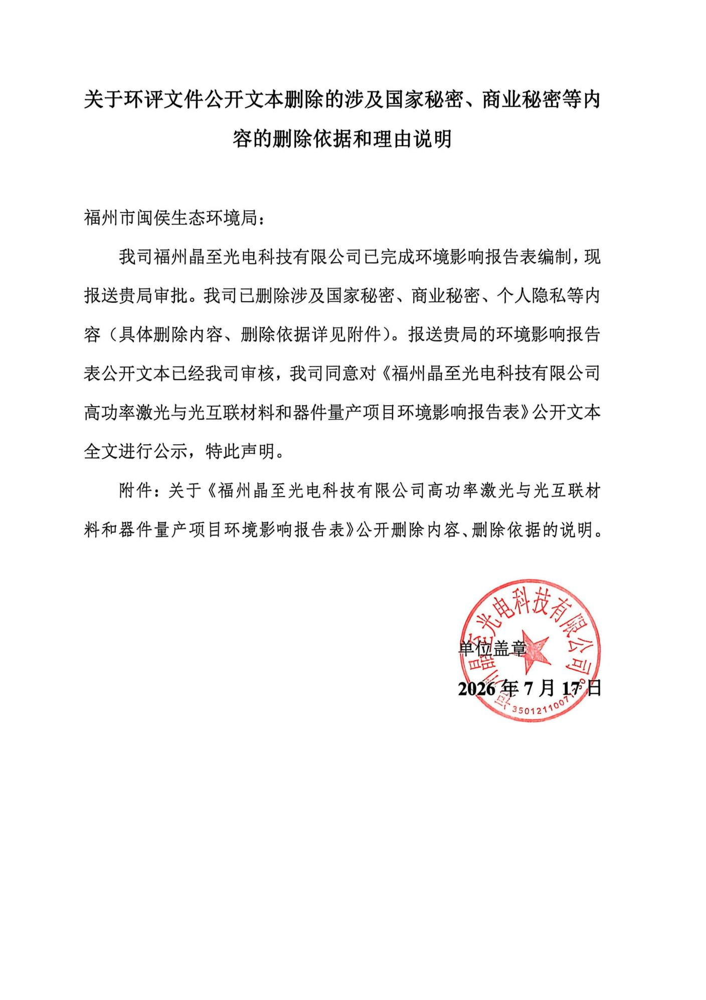 关于环评文件公开文本删除的涉及国家秘密、商业秘密等内
容的删除依据和理由说明
福州市闽侯生态环境局：
我司福州晶至光电科技有限公司已完成环境影响报告表编制，现
报送贵局审批。我司已删除涉及国家秘密、商业秘密、个人隐私等内
容（具体删除内容、删除依据详见附件）。报送贵局的环境影响报告
表公开文本已经我司审核，我司同意对《福州晶至光电科技有限公司
高功率激光与光互联材料和器件量产项目环境影响报告表》公开文本
全文进行公示，特此声明。
附件：关于《福州晶至光电科技有限公司高功率激光与光互联材
料和器件量产项目环境影响报告表》公开删除内容、删除依据的说明。
福州晶至光电科技有限公司
单位盖章
2026 年 7 月 17 日